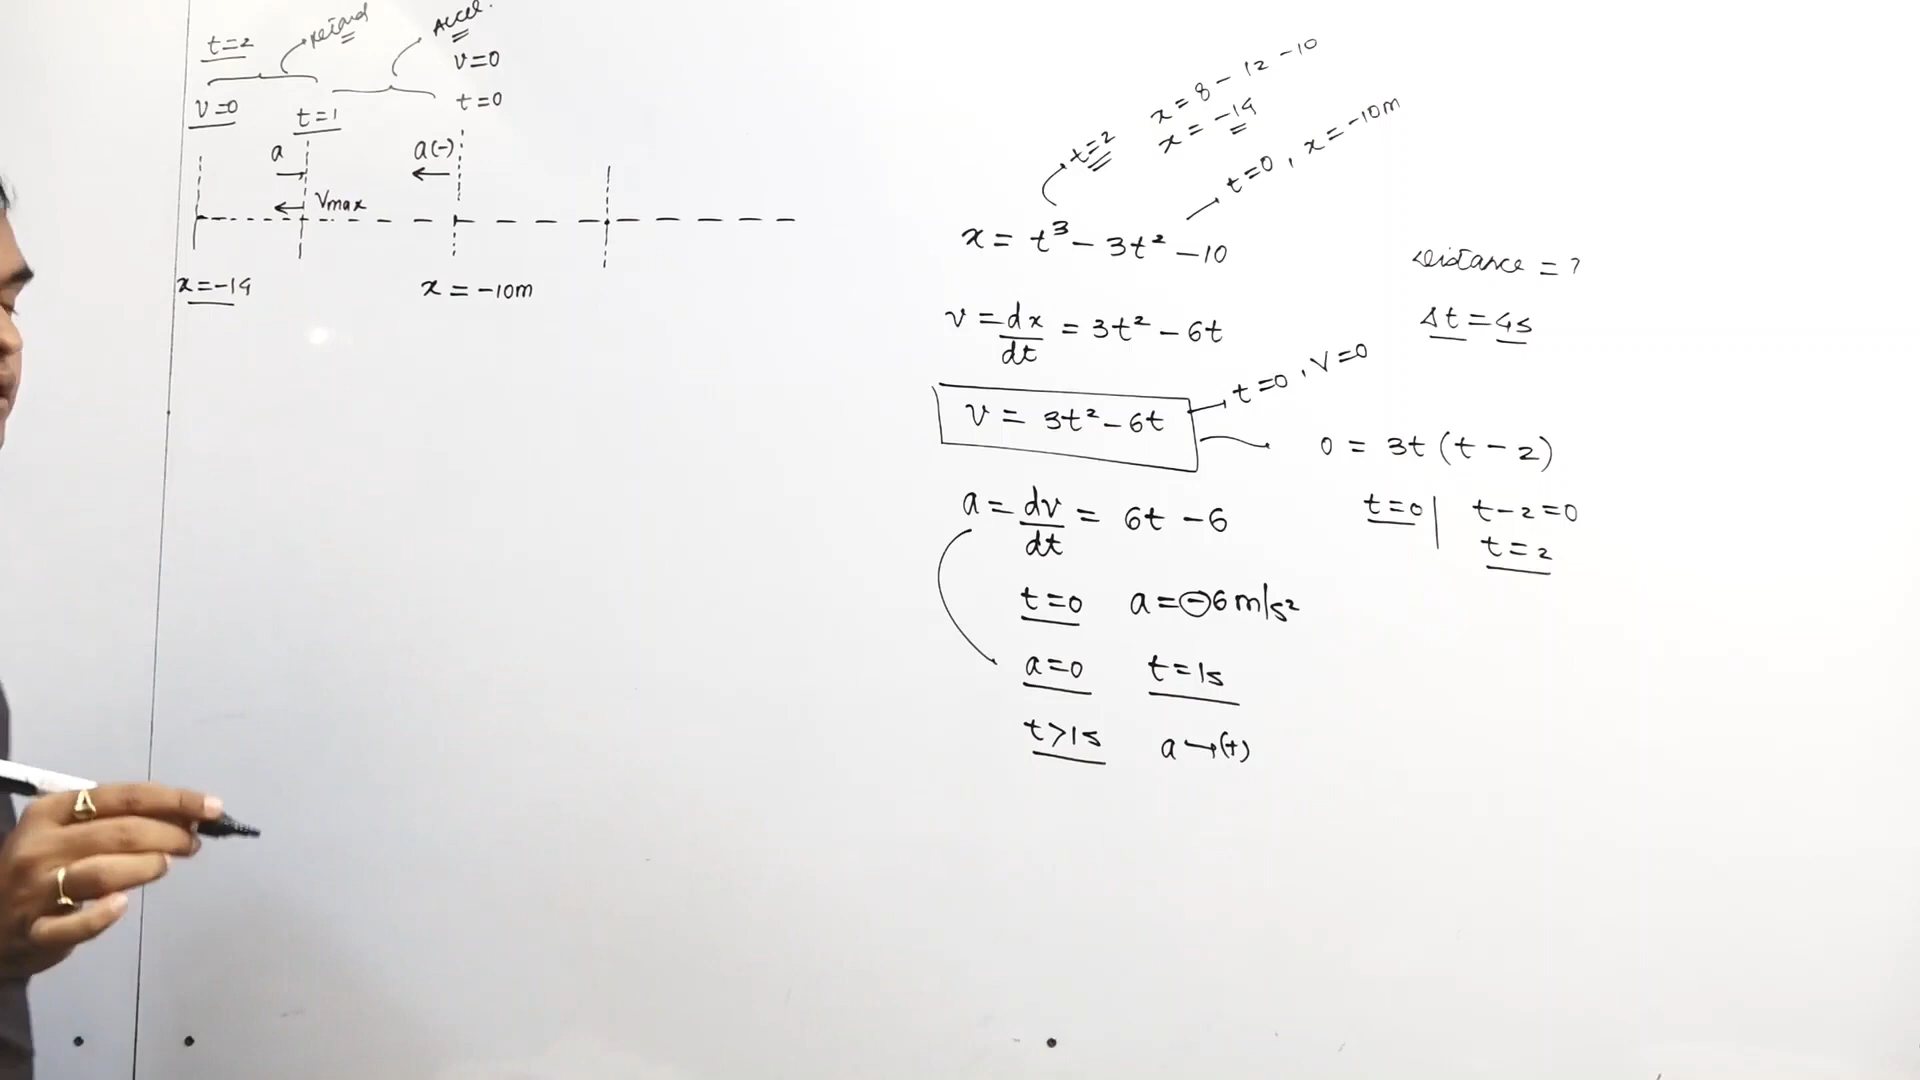 t=2
retard
Accel.
v=0
v=0
t=1
t=0
a
a(-)
Vmax
x=-14
x=-10m
x=8-12-10
x=-14
t=2
t=0, x=-10m
x= t³-3t²-10
distance = ?
Δt=4s
v=dx/dt = 3t²-6t
t=0, V=0
v= 3t²-6t
0 = 3t(t-2)
a=dv/dt= 6t-6
t=0 | t-2=0
t=2
t=0 a=-6m/s²
a=0 t=1s
t>1s a→(+)